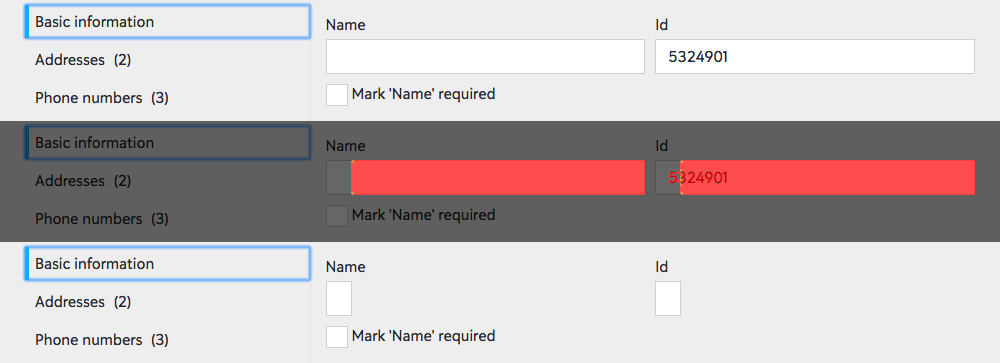 Basic information
Addresses (2)
Phone numbers (3)
Name
Id
5324901
Mark 'Name' required
Basic information
Addresses (2)
Phone numbers (3)
Name
Id
5324901
Mark 'Name' required
Basic information
Addresses (2)
Phone numbers (3)
Name
Id
Mark 'Name' required